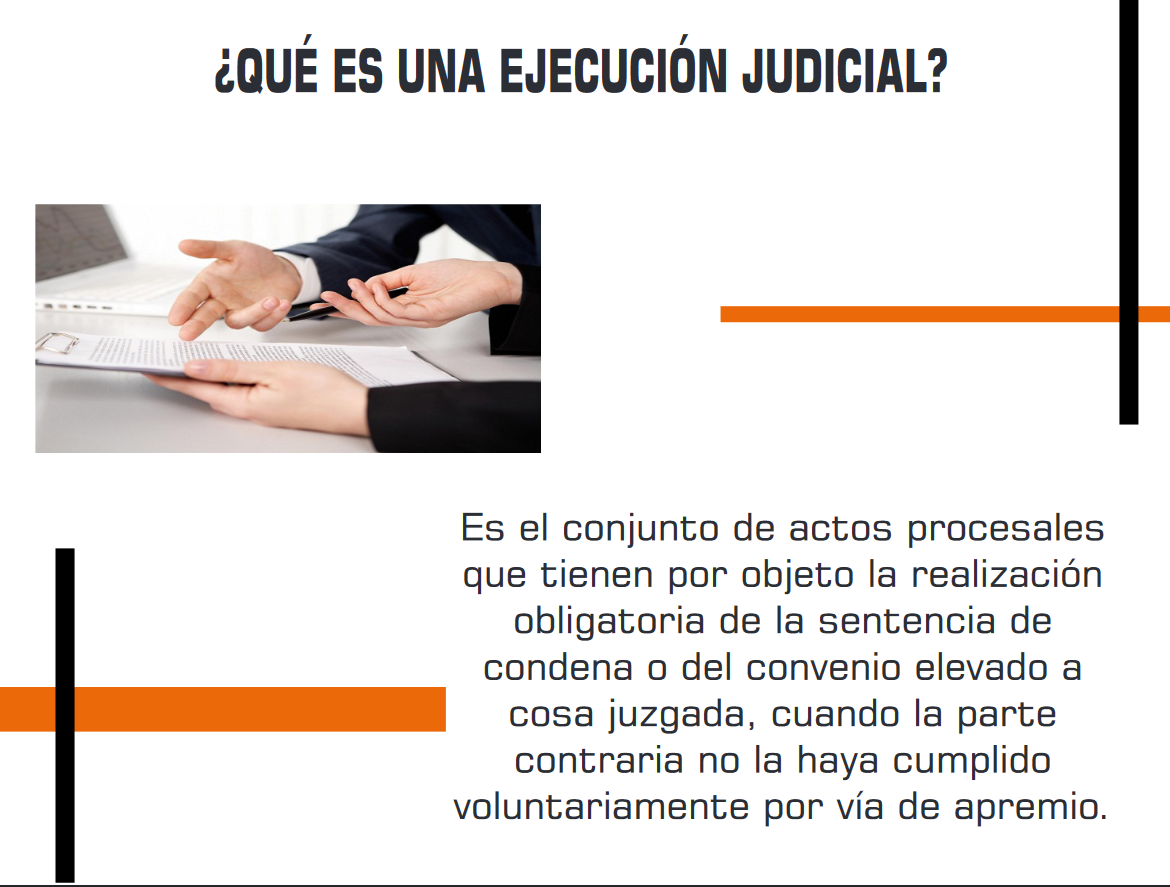 ¿QUÉ ES UNA EJECUCIÓN JUDICIAL?
Es el conjunto de actos procesales
que tienen por objeto la realización
obligatoria de la sentencia de
condena o del convenio elevado a
cosa juzgada, cuando la parte
contraria no la haya cumplido
voluntariamente por vía de apremio.